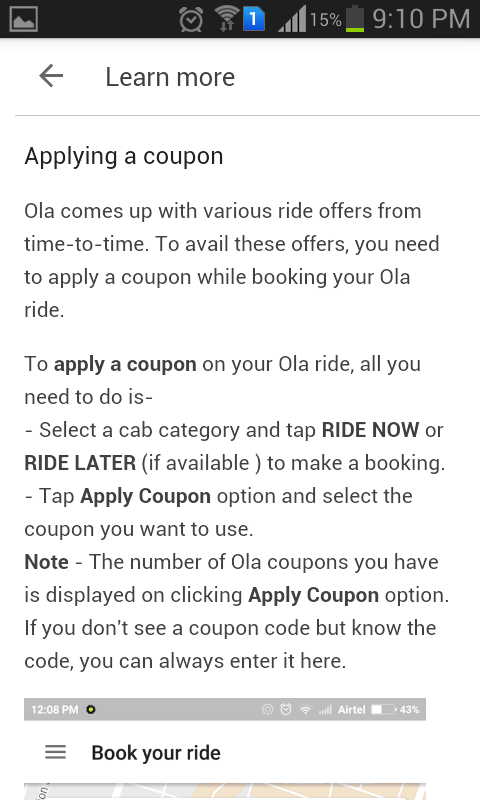 1 15% 9:10 PM
Learn more
Applying a coupon
Ola comes up with various ride offers from
time-to-time. To avail these offers, you need
to apply a coupon while booking your Ola
ride.
To apply a coupon on your Ola ride, all you
need to do is-
- Select a cab category and tap RIDE NOW or
RIDE LATER (if available ) to make a booking.
- Tap Apply Coupon option and select the
coupon you want to use.
Note - The number of Ola coupons you have
is displayed on clicking Apply Coupon option.
If you don't see a coupon code but know the
code, you can always enter it here.
12:08 PM Airtel 43%
Book your ride